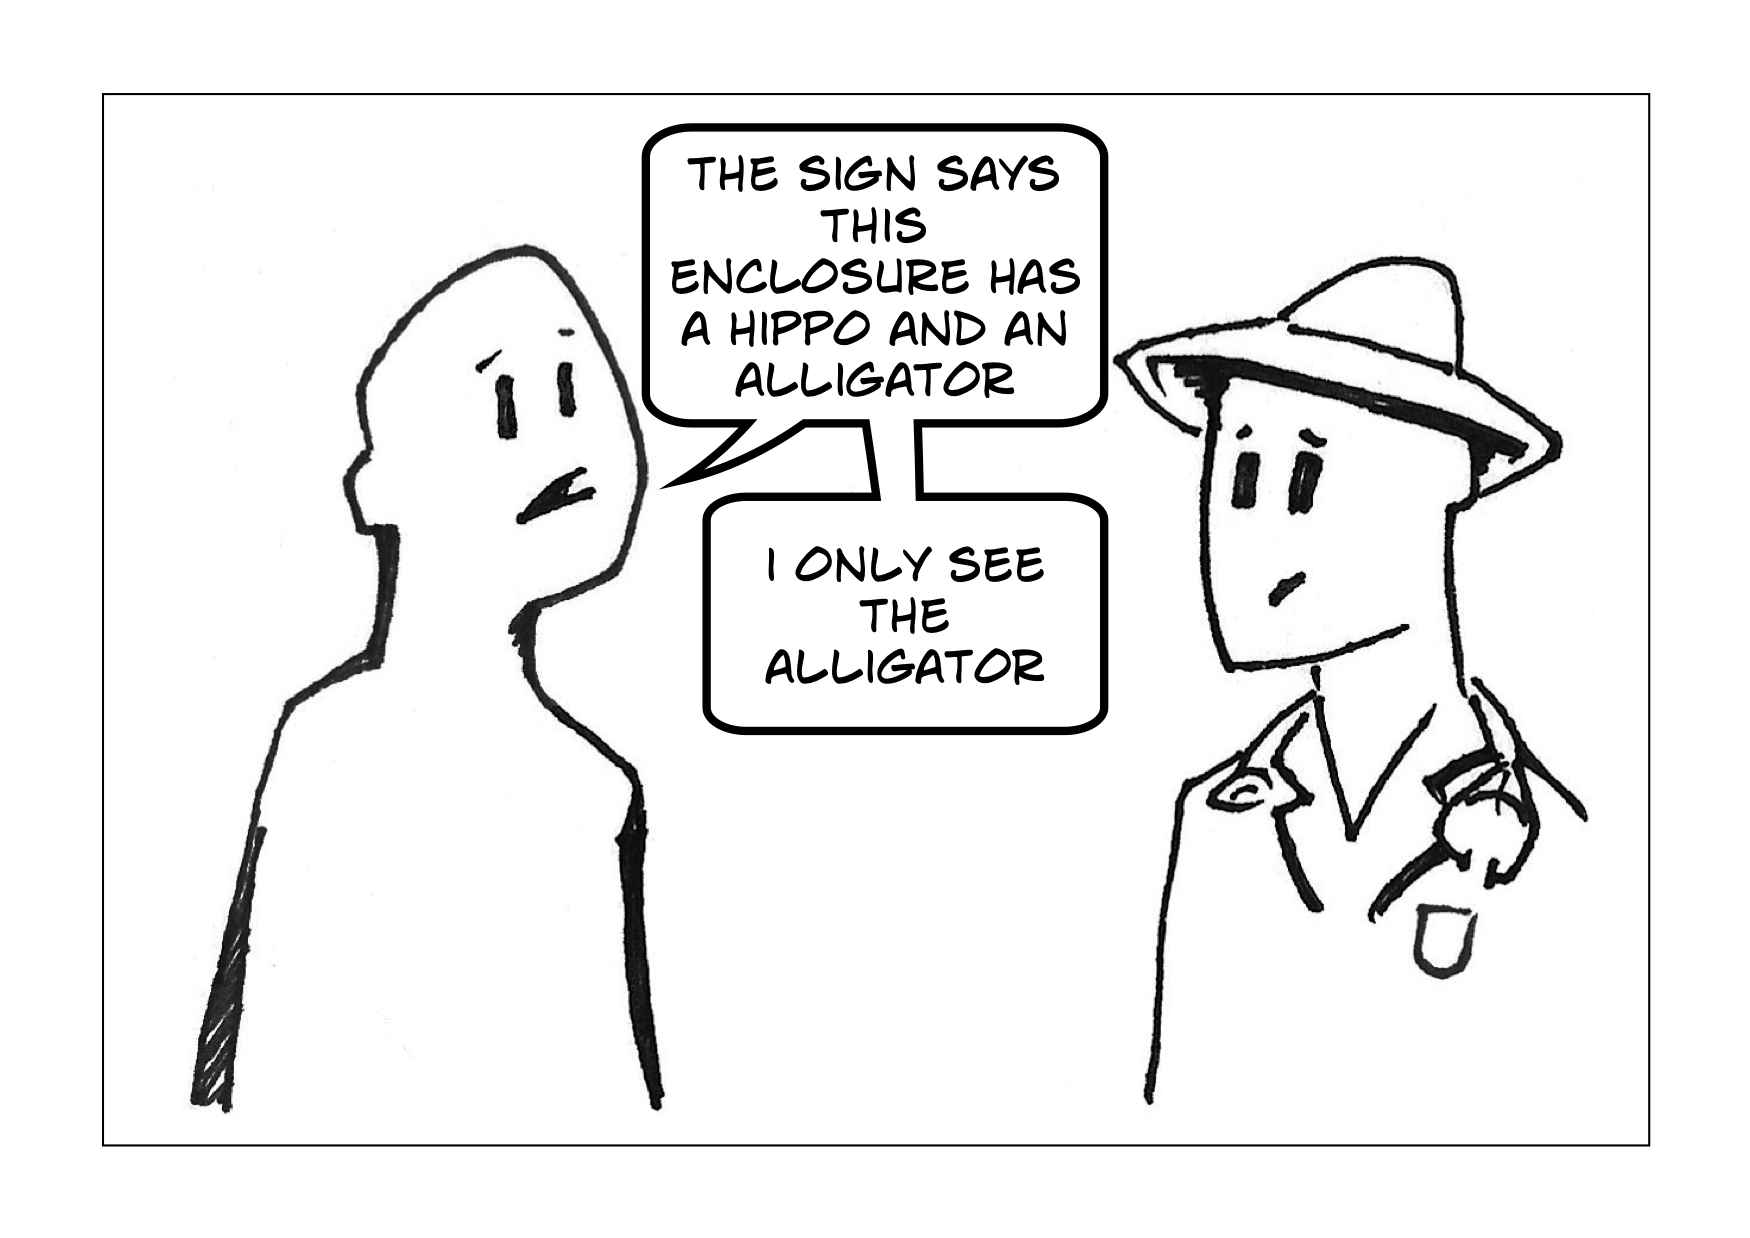 THE SIGN SAYS
THIS
ENCLOSURE HAS
A HIPPO AND AN
ALLIGATOR
I ONLY SEE
THE
ALLIGATOR